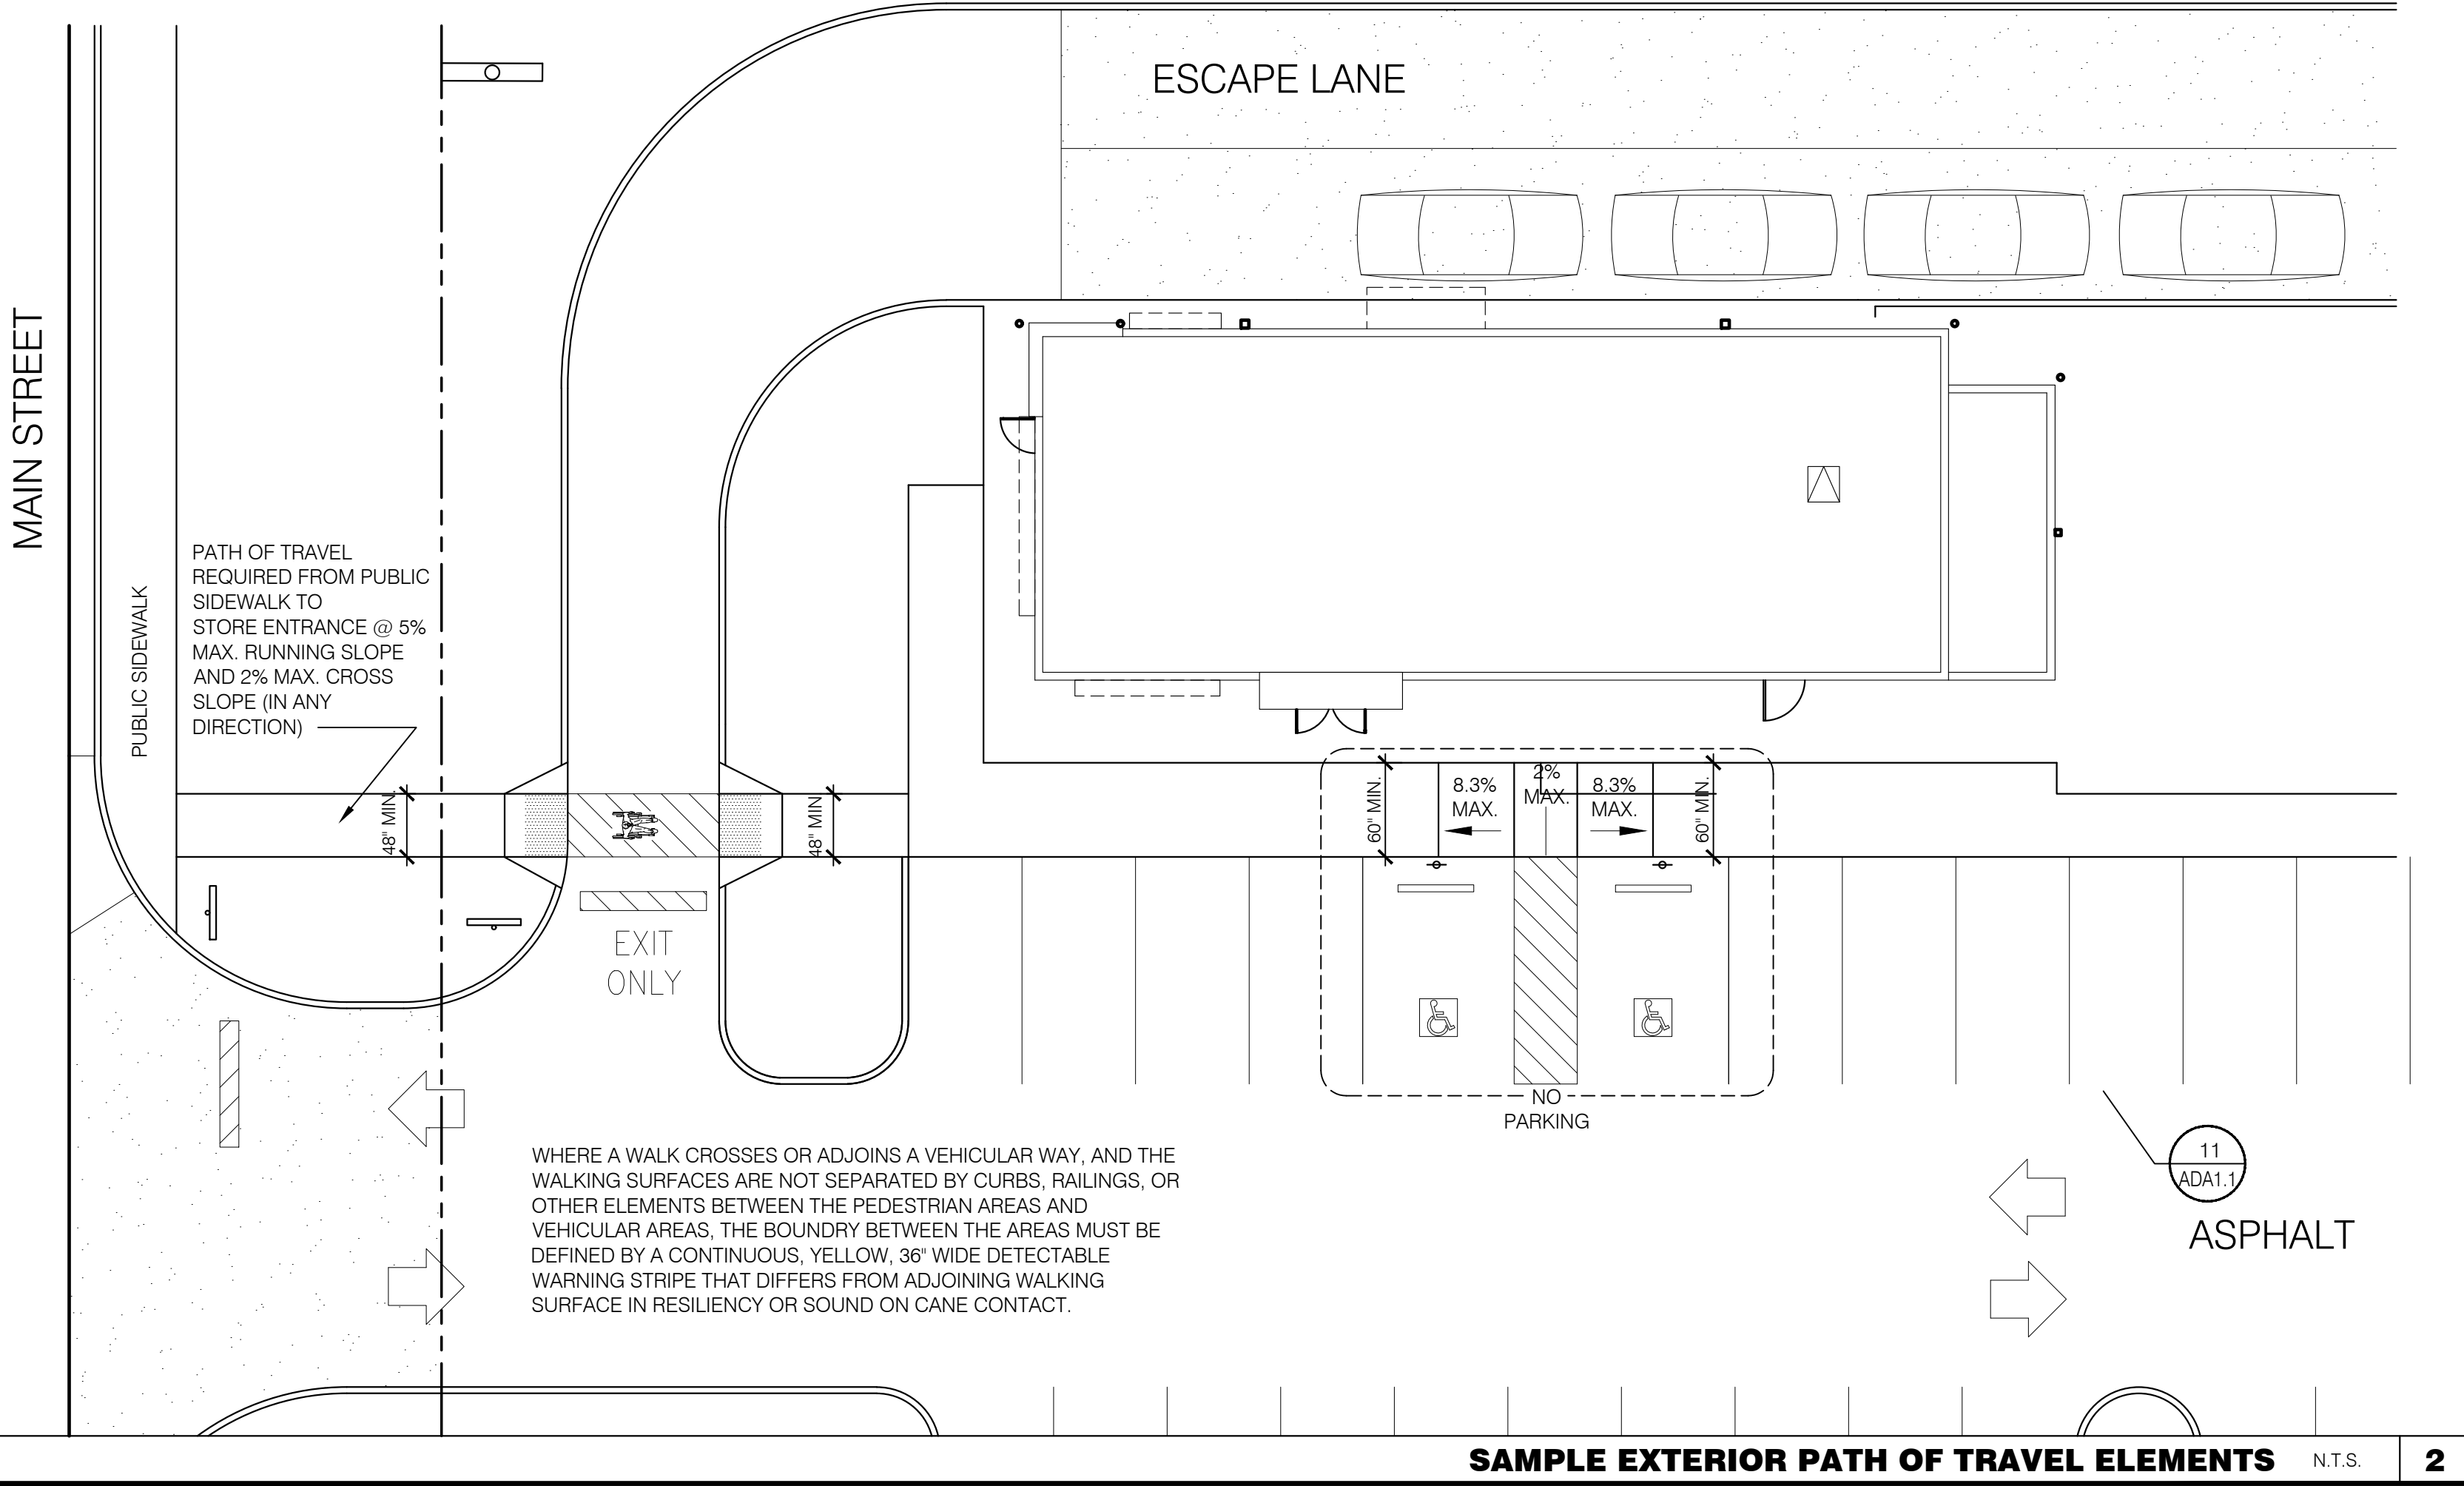 ESCAPE LANE
MAIN STREET
PUBLIC SIDEWALK
PATH OF TRAVEL
REQUIRED FROM PUBLIC
SIDEWALK TO
STORE ENTRANCE @ 5%
MAX. RUNNING SLOPE
AND 2% MAX. CROSS
SLOPE (IN ANY
DIRECTION)
48" MIN.
48" MIN.
60" MIN.
8.3%
MAX.
2%
MAX.
8.3%
MAX.
60" MIN.
EXIT
ONLY
NO
PARKING
WHERE A WALK CROSSES OR ADJOINS A VEHICULAR WAY, AND THE
WALKING SURFACES ARE NOT SEPARATED BY CURBS, RAILINGS, OR
OTHER ELEMENTS BETWEEN THE PEDESTRIAN AREAS AND
VEHICULAR AREAS, THE BOUNDRY BETWEEN THE AREAS MUST BE
DEFINED BY A CONTINUOUS, YELLOW, 36" WIDE DETECTABLE
WARNING STRIPE THAT DIFFERS FROM ADJOINING WALKING
SURFACE IN RESILIENCY OR SOUND ON CANE CONTACT.
11
ADA1.1
ASPHALT
SAMPLE EXTERIOR PATH OF TRAVEL ELEMENTS N.T.S. 2